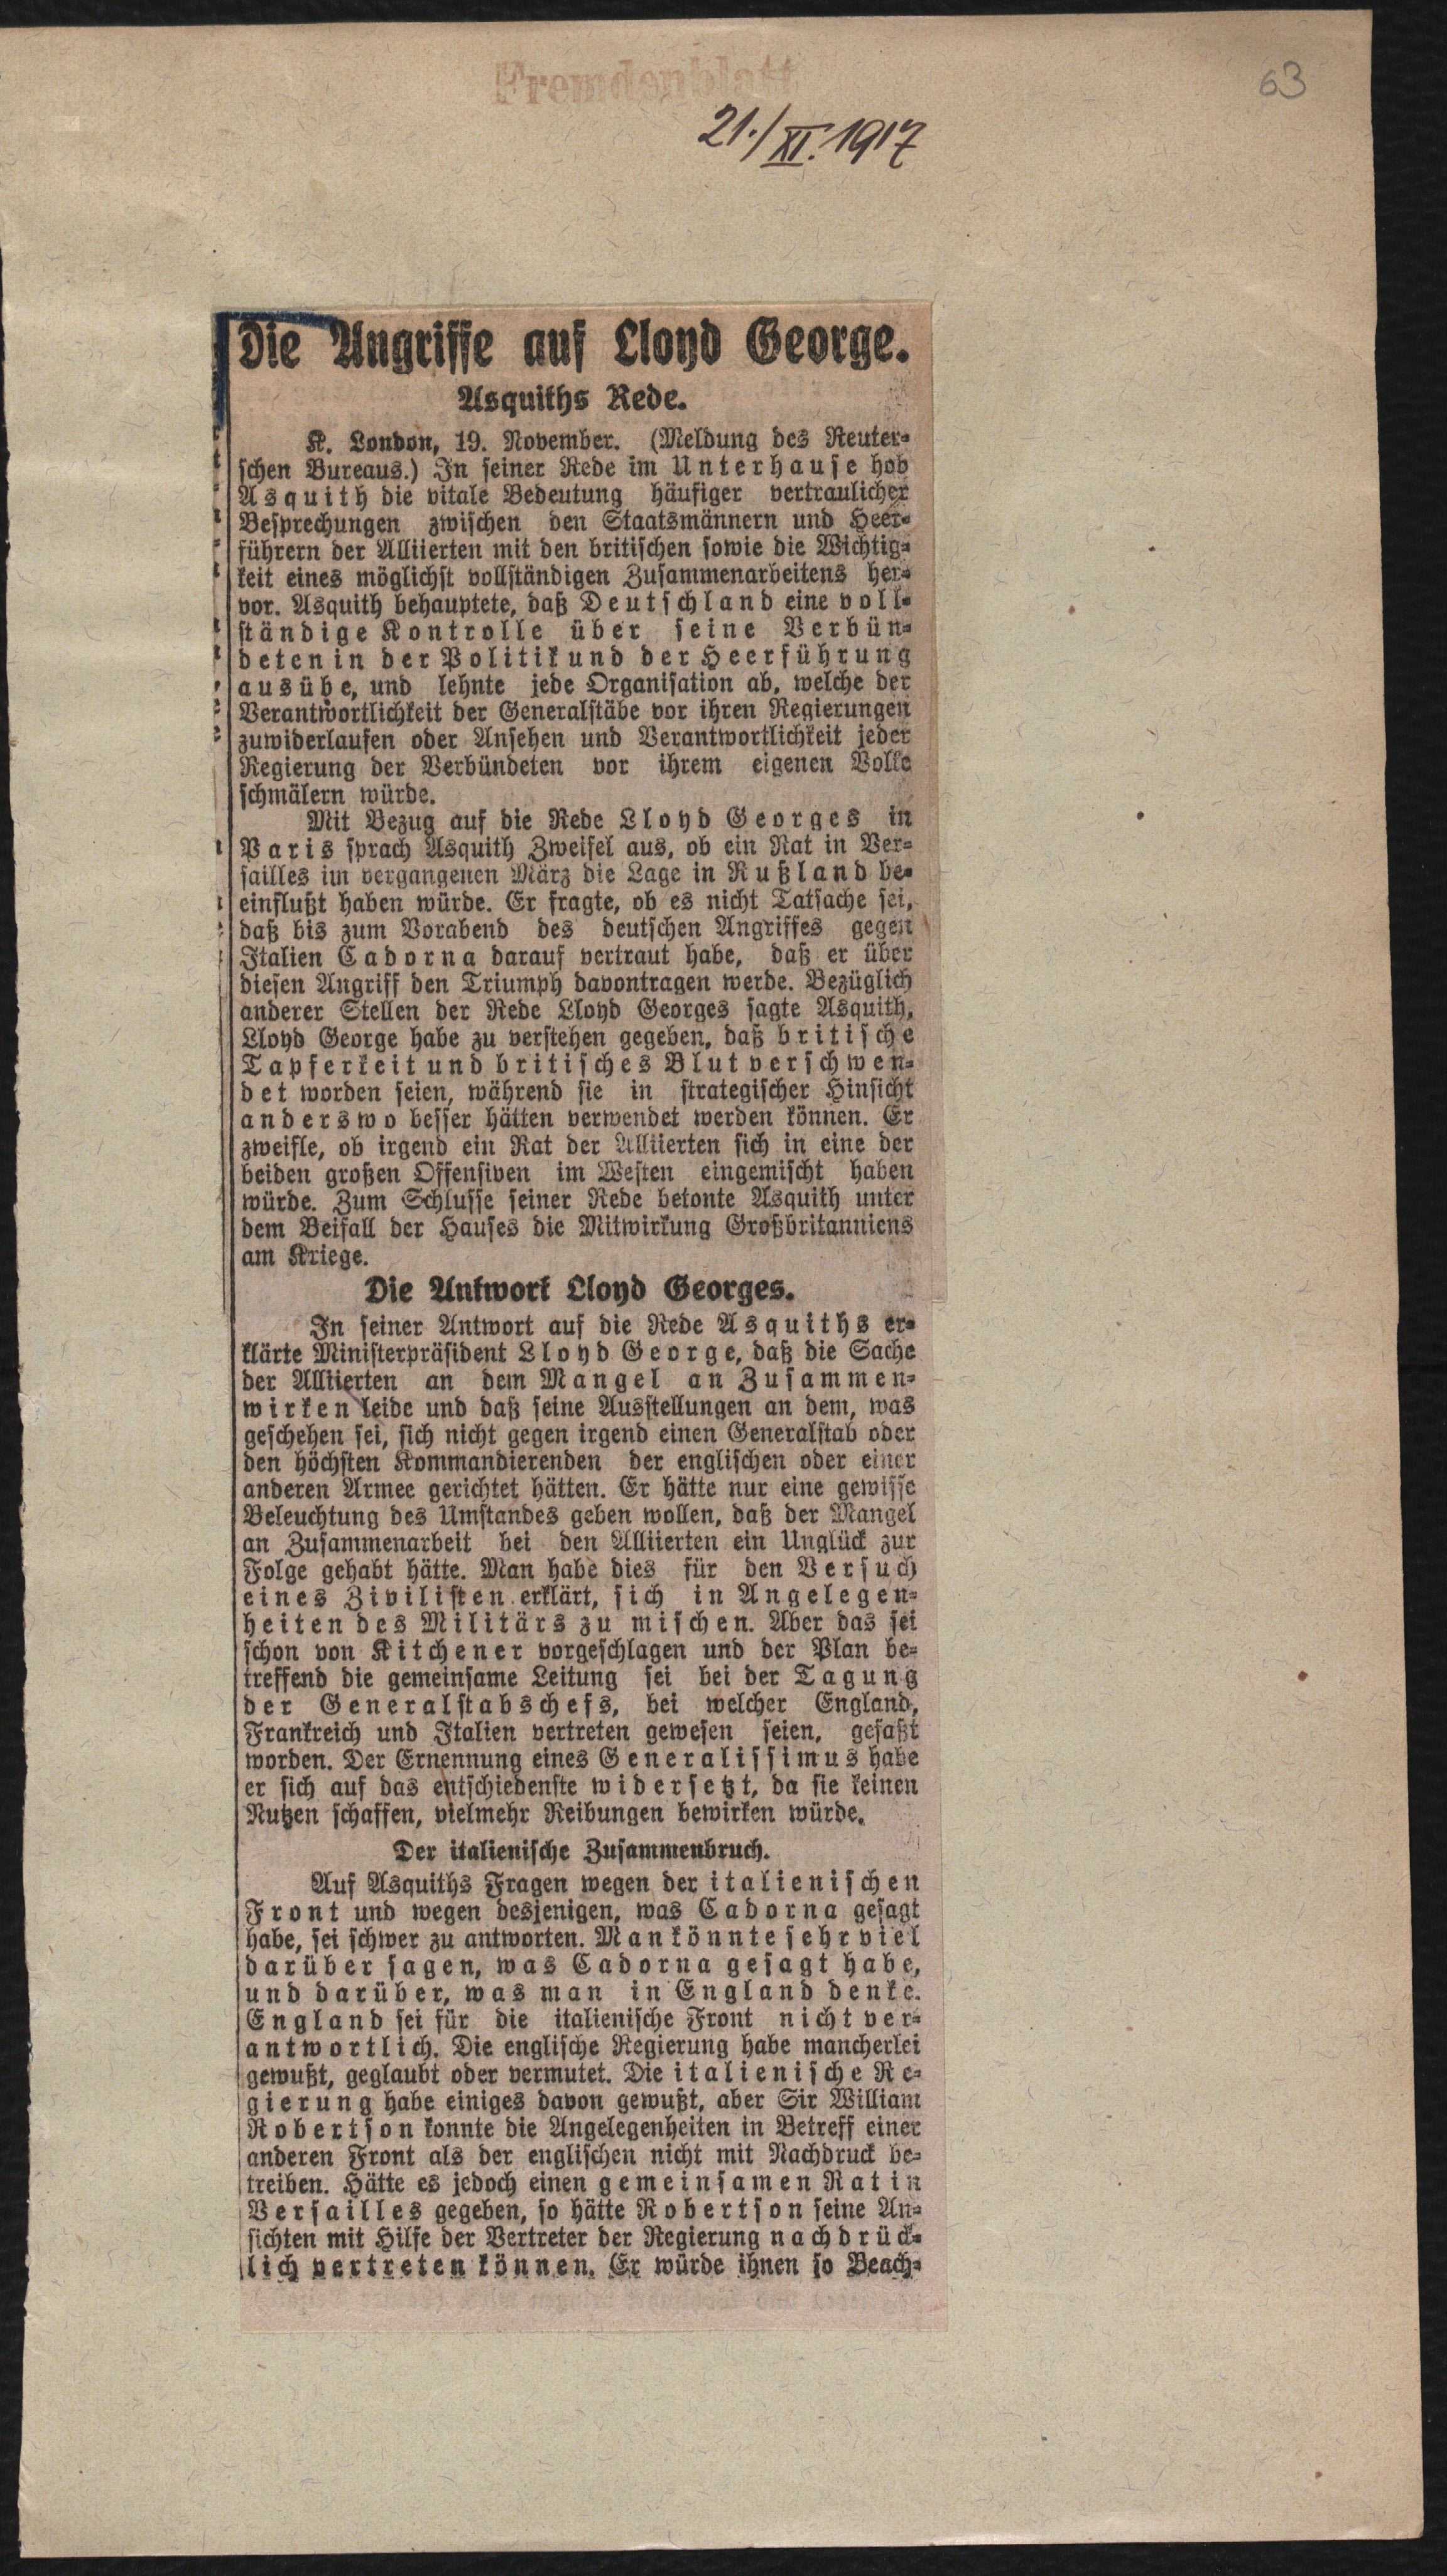 Fremdenblatt
63
21./XI. 1917
Die Angriffe auf Lloyd George.
Asquiths Rede.
K. London, 19. November. (Meldung des Reuter-
schen Bureaus.) In seiner Rede im Unterhause hob
Asquith die vitale Bedeutung häufiger vertraulicher
Besprechungen zwischen den Staatsmännern und Heer-
führern der Alliierten mit den britischen sowie die Wichtig-
keit eines möglichst vollständigen Zusammenarbeitens her-
vor. Asquith behauptete, daß Deutschland eine voll-
ständige Kontrolle über seine Verbün-
deten in der Politik und der Heerführung
ausübe, und lehnte jede Organisation ab, welche der
Verantwortlichkeit der Generalstäbe vor ihren Regierungen
zuwiderlaufen oder Ansehen und Verantwortlichkeit jeder
Regierung der Verbündeten vor ihrem eigenen Volke
schmälern würde.
Mit Bezug auf die Rede Lloyd Georges in
Paris sprach Asquith Zweifel aus, ob ein Rat in Ver-
sailles im vergangenen März die Lage in Rußland be-
einflußt haben würde. Er fragte, ob es nicht Tatsache sei,
daß bis zum Vorabend des deutschen Angriffes gegen
Italien Cadorna darauf vertraut habe, daß er über
diesen Angriff den Triumph davontragen werde. Bezüglich
anderer Stellen der Rede Lloyd Georges sagte Asquith,
Lloyd George habe zu verstehen gegeben, daß britische
Tapferkeit und britisches Blut verschwen-
det worden seien, während sie in strategischer Hinsicht
anderswo besser hätten verwendet werden können. Er
zweifle, ob irgend ein Rat der Alliierten sich in eine der
beiden großen Offensiven im Westen eingemischt haben
würde. Zum Schlusse seiner Rede betonte Asquith unter
dem Beifall der Hauses die Mitwirkung Großbritanniens
am Kriege.
Die Antwort Lloyd Georges.
In seiner Antwort auf die Rede Asquiths er-
klärte Ministerpräsident Lloyd George, daß die Sache
der Alliierten an dem Mangel an Zusammen-
wirken leide und daß seine Ausstellungen an dem, was
geschehen sei, sich nicht gegen irgend einen Generalstab oder
den höchsten Kommandierenden der englischen oder einer
anderen Armee gerichtet hätten. Er hätte nur eine gewisse
Beleuchtung des Umstandes geben wollen, daß der Mangel
an Zusammenarbeit bei den Alliierten ein Unglück zur
Folge gehabt hätte. Man habe dies für den Versuch
eines Zivilisten erklärt, sich in Angelegen-
heiten des Militärs zu mischen. Aber das sei
schon von Kitchener vorgeschlagen und der Plan be-
treffend die gemeinsame Leitung sei bei der Tagung
der Generalstabschefs, bei welcher England,
Frankreich und Italien vertreten gewesen seien, gefaßt
worden. Der Ernennung eines Generalissimus habe
er sich auf das entschiedenste widersetzt, da sie keinen
Nutzen schaffen, vielmehr Reibungen bewirken würde.
Der italienische Zusammenbruch.
Auf Asquiths Fragen wegen der italienischen
Front und wegen desjenigen, was Cadorna gesagt
habe, sei schwer zu antworten. Man könnte sehr viel
darüber sagen, was Cadorna gesagt habe,
und darüber, was man in England denke.
England sei für die italienische Front nicht ver-
antwortlich. Die englische Regierung habe mancherlei
gewußt, geglaubt oder vermutet. Die italienische Re-
gierung habe einiges davon gewußt, aber Sir William
Robertson konnte die Angelegenheiten in Betreff einer
anderen Front als der englischen nicht mit Nachdruck be-
treiben. Hätte es jedoch einen gemeinsamen Rat in
Versailles gegeben, so hätte Robertson seine An-
sichten mit Hilfe der Vertreter der Regierung nachdrück-
lich vertreten können. Er würde ihnen so Beach-